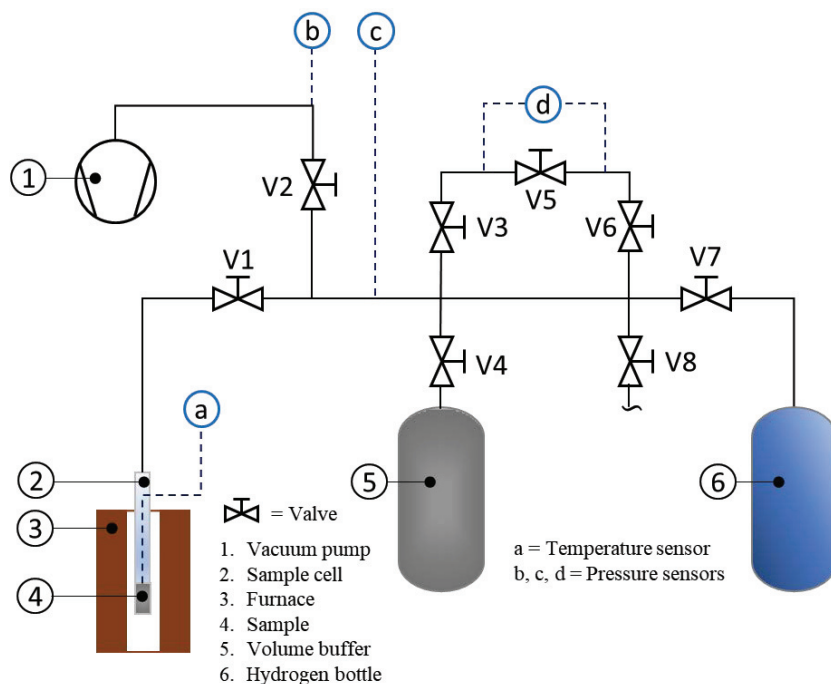 b
c
d
1
V2
V5
V3
V6
V1
V7
V4
V8
a
2
3
4
5
6
= Valve
1. Vacuum pump
2. Sample cell
3. Furnace
4. Sample
5. Volume buffer
6. Hydrogen bottle
a = Temperature sensor
b, c, d = Pressure sensors